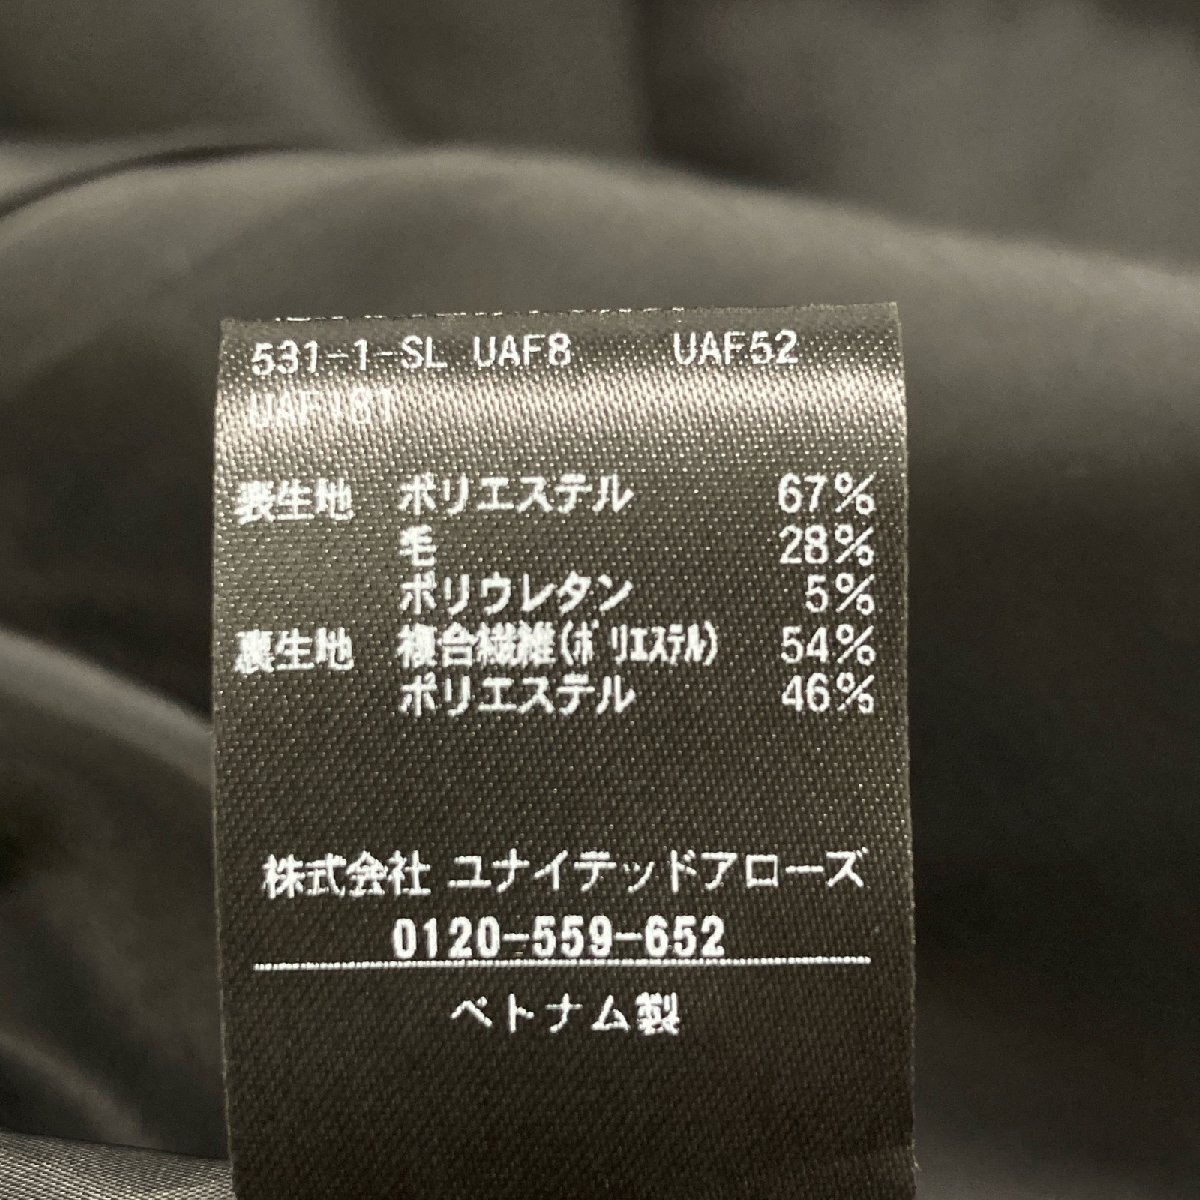 531-1-SL UAF8 UAF52
UAF18T
表生地 ポリエステル 67%
毛 28%
ポリウレタン 5%
裏生地 複合繊維(ポリエステル) 54%
ポリエステル 46%
株式会社 ユナイテッドアローズ
0120-559-652
ベトナム製